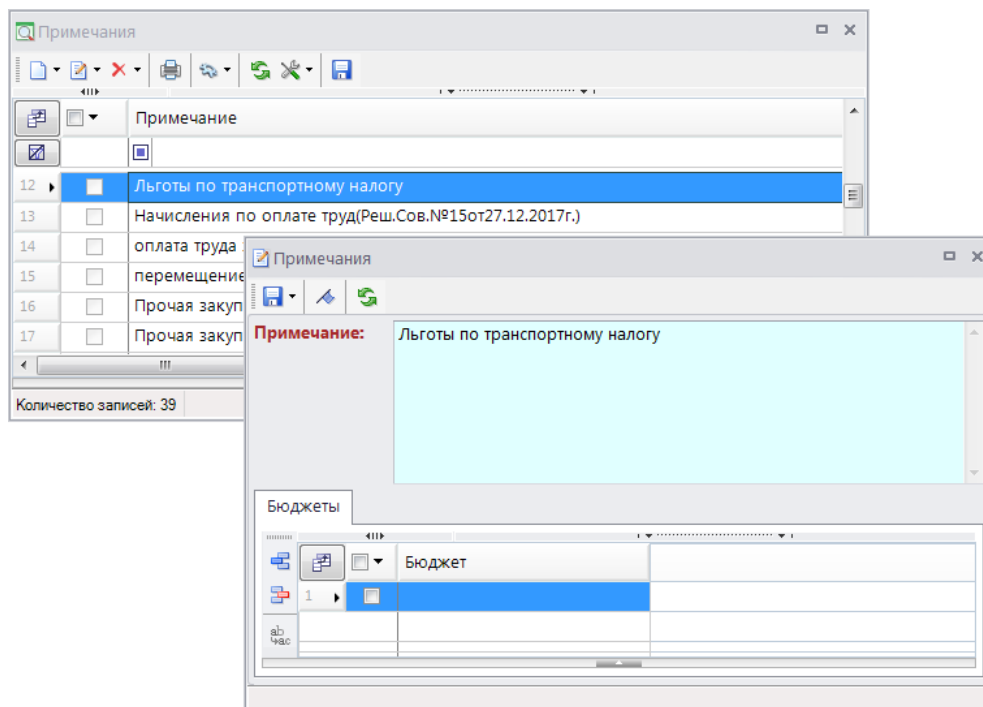 Примечания
Примечание
12 Льготы по транспортному налогу
13 Начисления по оплате труд(Реш.Сов.№15от27.12.2017г.)
14 оплата труда
15 перемещение
16 Прочая закуп
17 Прочая закуп
Количество записей: 39
Примечания
Примечание: Льготы по транспортному налогу
Бюджеты
Бюджет
1